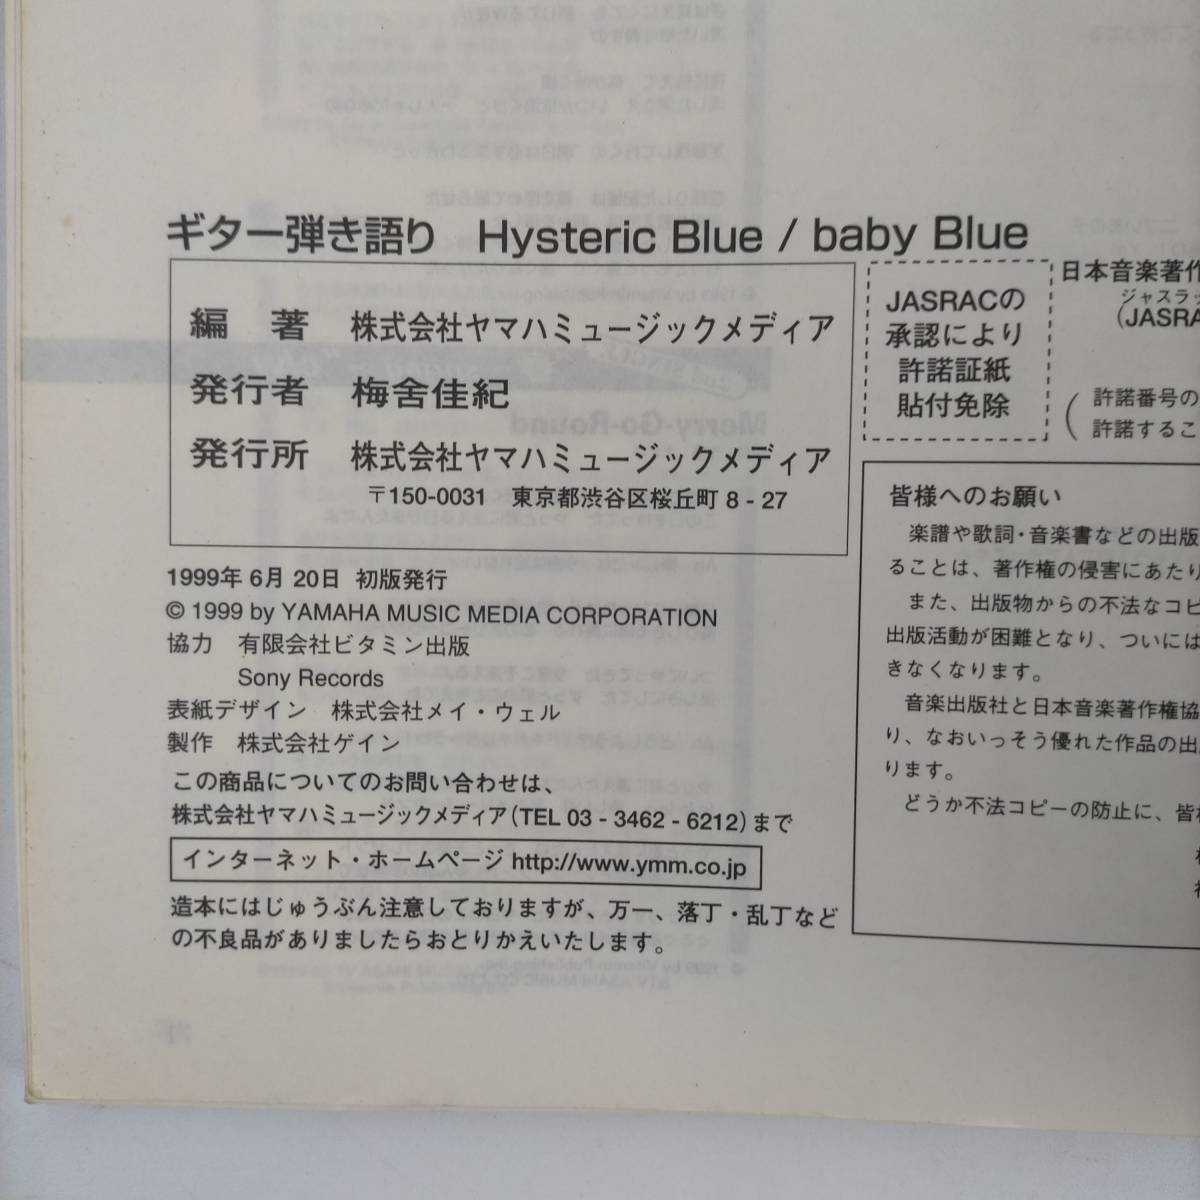 ギター弾き語り Hysteric Blue / baby Blue
編 著 株式会社ヤマハミュージックメディア
発行者 梅舎佳紀
発行所 株式会社ヤマハミュージックメディア
〒150-0031 東京都渋谷区桜丘町 8 - 27
1999年 6月 20日 初版発行
© 1999 by YAMAHA MUSIC MEDIA CORPORATION
協力 有限会社ビタミン出版
Sony Records
表紙デザイン 株式会社メイ・ウェル
製作 株式会社ゲイン
この商品についてのお問い合わせは、
株式会社ヤマハミュージックメディア(TEL 03 - 3462 - 6212)まで
インターネット・ホームページ http://www.ymm.co.jp
造本にはじゅうぶん注意しておりますが、万一、落丁・乱丁など
の不良品がありましたらおとりかえいたします。
JASRACの
承認により
許諾証紙
貼付免除
日本音楽著作
ジャスラッ
(JASRA
許諾番号の
許諾するこ
皆様へのお願い
楽譜や歌詞・音楽書などの出版
ることは、著作権の侵害にあたり
また、出版物からの不法なコピ
出版活動が困難となり、ついには
きなくなります。
音楽出版社と日本音楽著作権協
り、なおいっそう優れた作品の出
ります。
どうか不法コピーの防止に、皆様